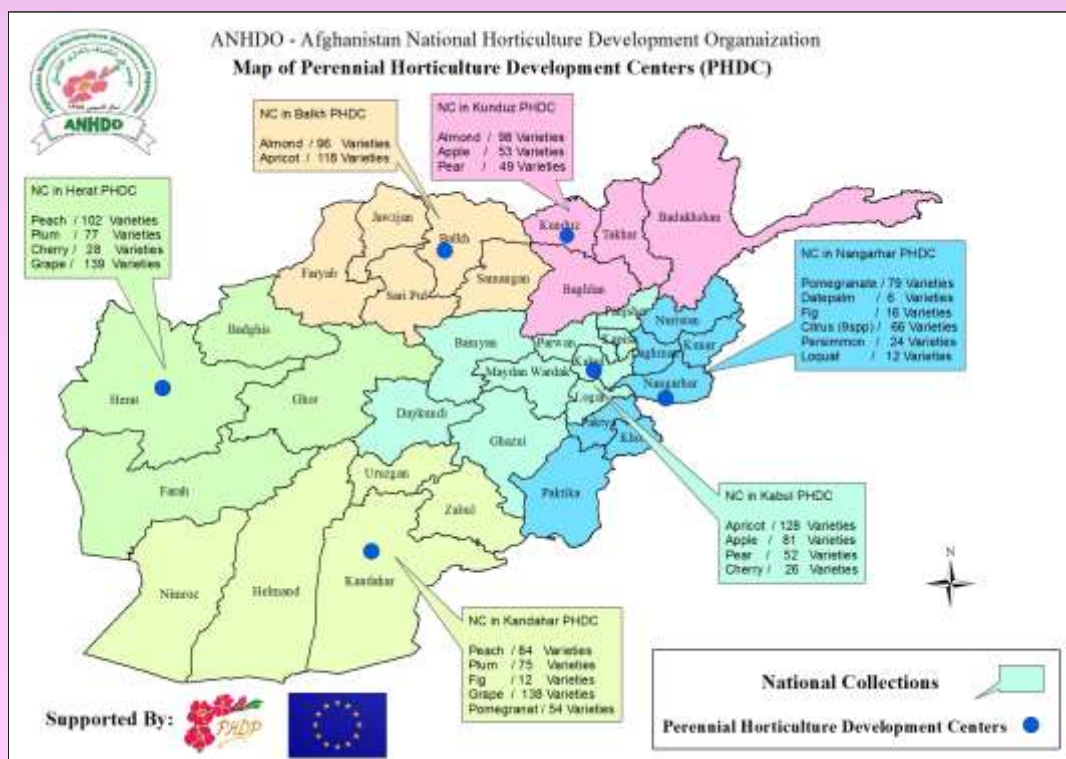 ANHDO - Afghanistan National Horticulture Development Organaization
Map of Perennial Horticulture Development Centers (PHDC)
ANHDO
NC in Balkh PHDC
Almond / 96 Varieties
Apricot / 118 Varieties
NC in Kunduz PHDC
Almond / 98 Varieties
Apple / 53 Varieties
Pear / 49 Varieties
NC in Herat PHDC
Peach / 102 Varieties
Plum / 77 Varieties
Cherry / 28 Varieties
Grape / 139 Varieties
NC in Nangarhar PHDC
Pomegranate / 79 Varieties
Datepalm / 6 Varieties
Fig / 16 Varieties
Citrus (9spp) / 66 Varieties
Persimmon / 24 Varieties
Loquat / 12 Varieties
Jawzjan
Balkh
Kunduz
Takhar
Badakhshan
Faryab
Sari Pul
Samangan
Baghlan
Badghis
Bamyan
Parwan
Nuristan
Kunar
Maydan Wardak
Kabul
Nangarhar
Herat
Ghor
Daykundi
Logar
Ghazni
Paktya
Uruzgan
Paktika
Farah
Zabul
Nimroz
Helmand
Kandahar
NC in Kabul PHDC
Apricot / 128 Varieties
Apple / 81 Varieties
Pear / 52 Varieties
Cherry / 26 Varieties
N
NC in Kandahar PHDC
Peach / 84 Varieties
Plum / 75 Varieties
Fig / 12 Varieties
Grape / 138 Varieties
Pomegranat / 54 Varieties
Supported By:
PHDP
National Collections
Perennial Horticulture Development Centers